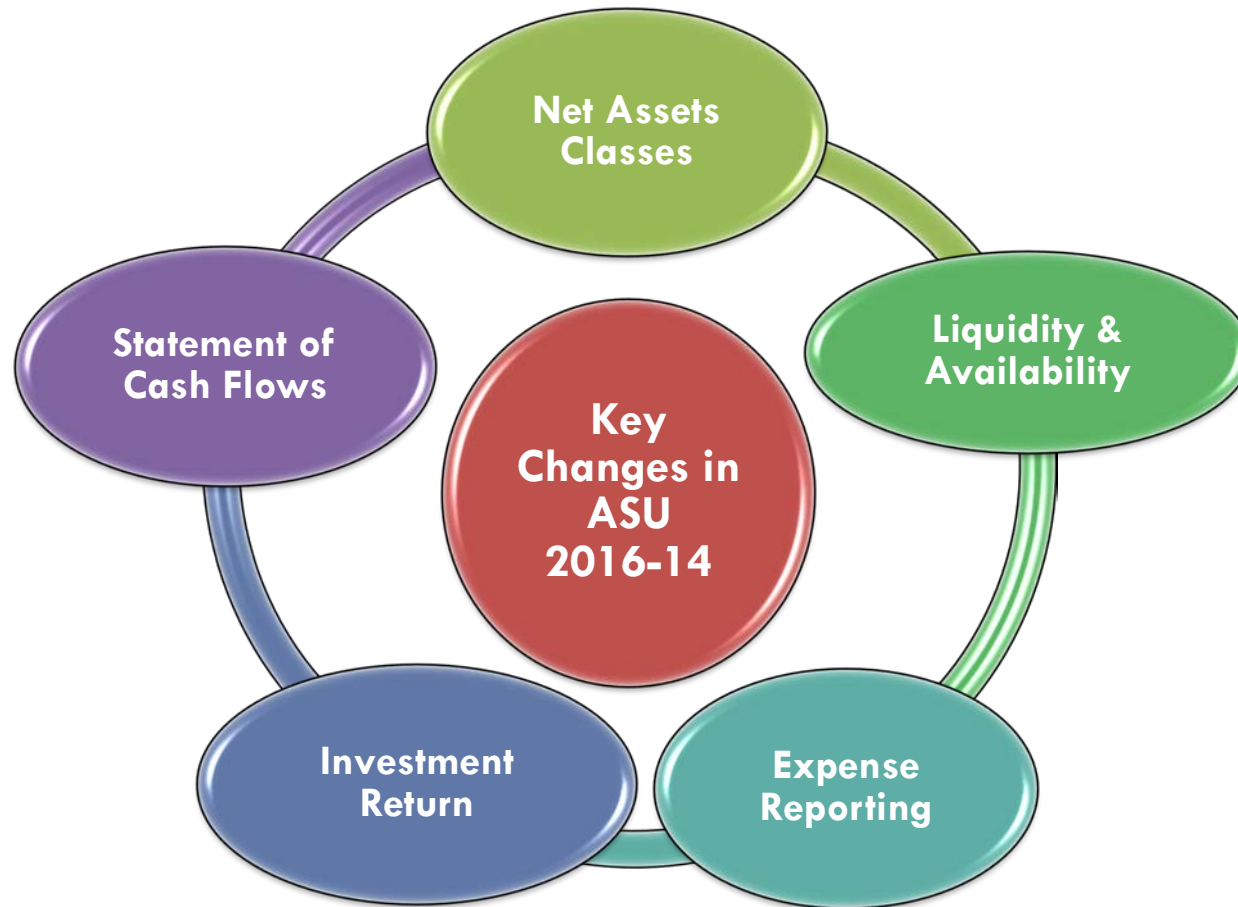 Net Assets
Classes
Liquidity &
Availability
Expense
Reporting
Investment
Return
Statement of
Cash Flows
Key
Changes in
ASU
2016-14